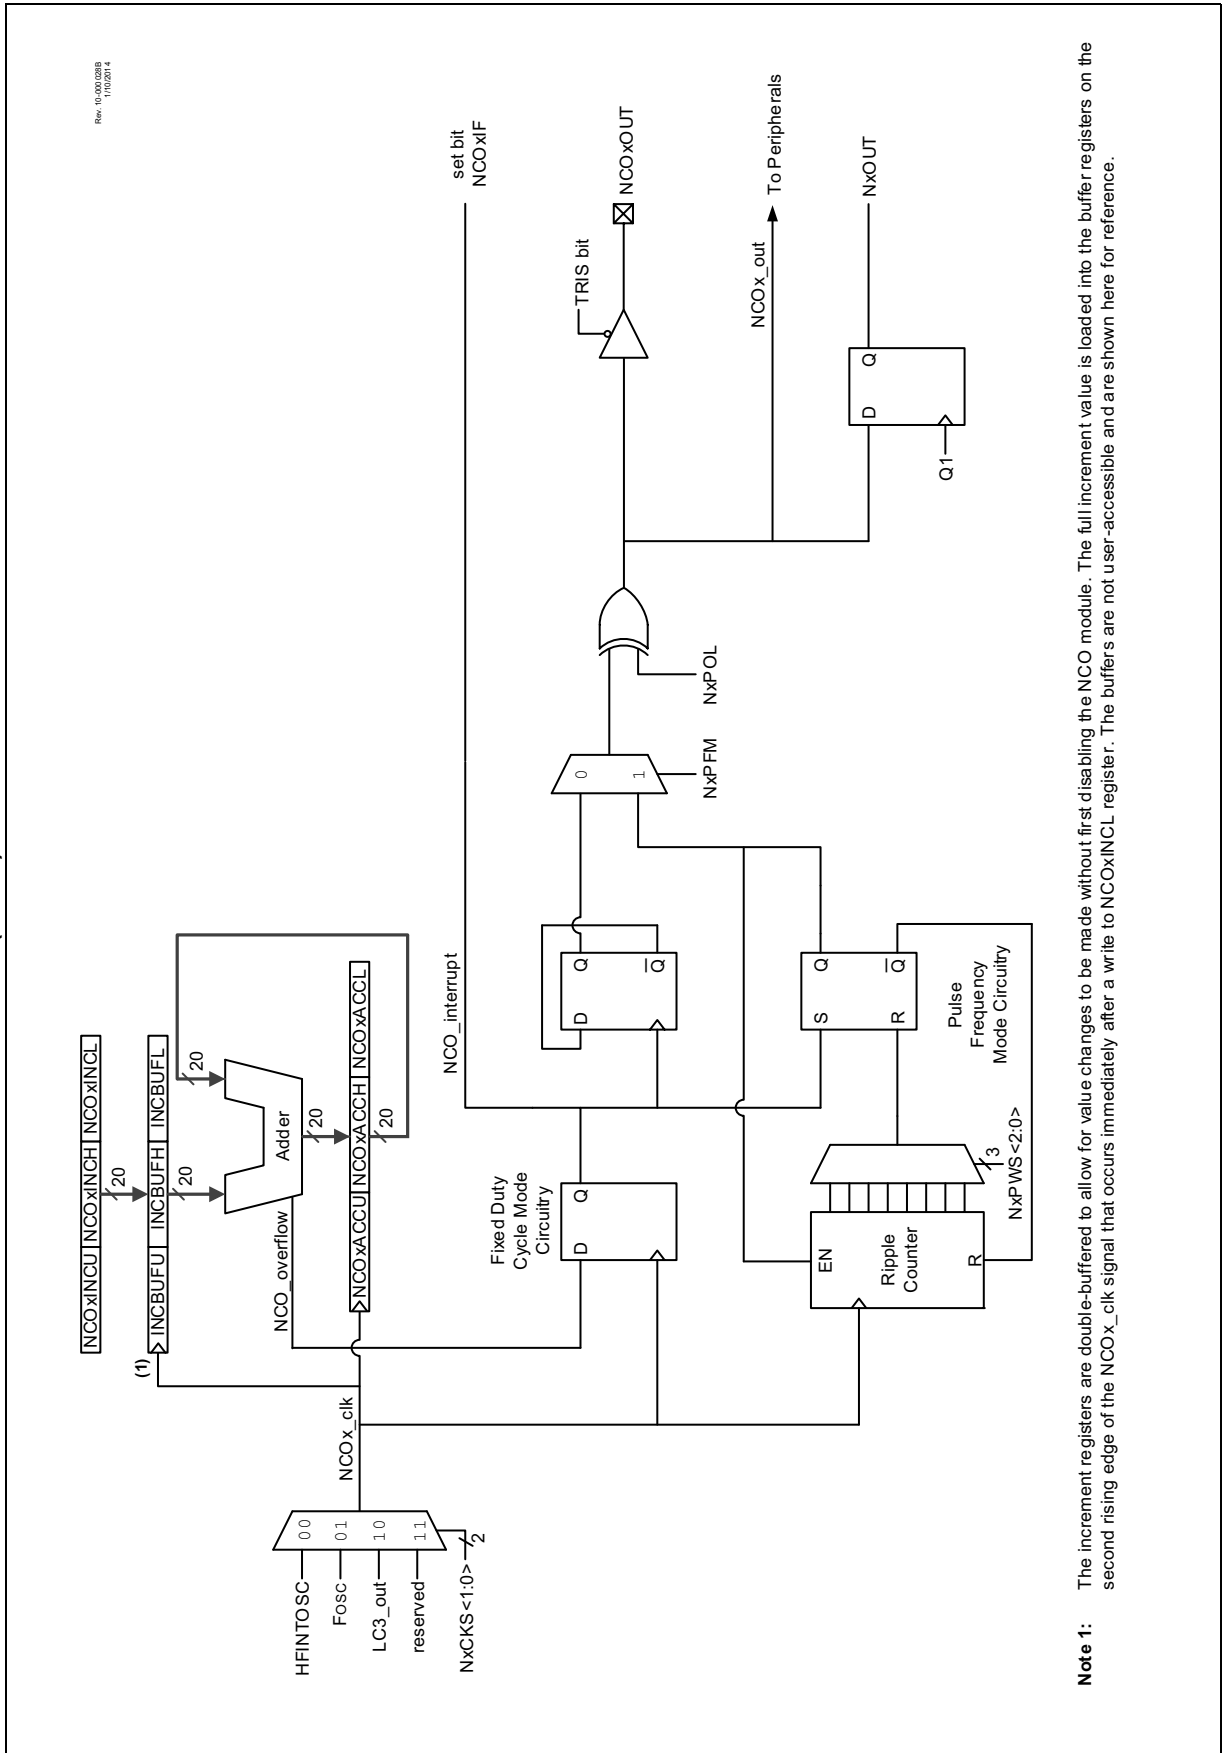 Rev. 10-000 028B
1/10/2014
NCOxINCU NCOxINCH NCOxINCL
20
(1)
INCBUFU INCBUFH INCBUFL
20
20
Adder
NCO_overflow
20
NCOxACCU NCOxACCH NCOxACCL
20
NCOx_clk
HFINTOSC
00
FOSC
01
LC3_out
10
reserved
11
NxCKS<1:0>
2
NCO_interrupt
set bit
NCOxIF
Fixed Duty
Cycle Mode
Circuitry
D
Q
D
Q
Q
0
1
NxPFM
NxPOL
TRIS bit
NCOxOUT
NCOx_out
To Peripherals
D
Q
Q1
NxOUT
EN
Ripple
Counter
R
NxPWS<2:0>
3
S
Q
R
Q
Pulse
Frequency
Mode Circuitry
Note 1: The increment registers are double-buffered to allow for value changes to be made without first disabling the NCO module. The full increment value is loaded into the buffer registers on the
second rising edge of the NCOx_clk signal that occurs immediately after a write to NCOxINCL register. The buffers are not user-accessible and are shown here for reference.